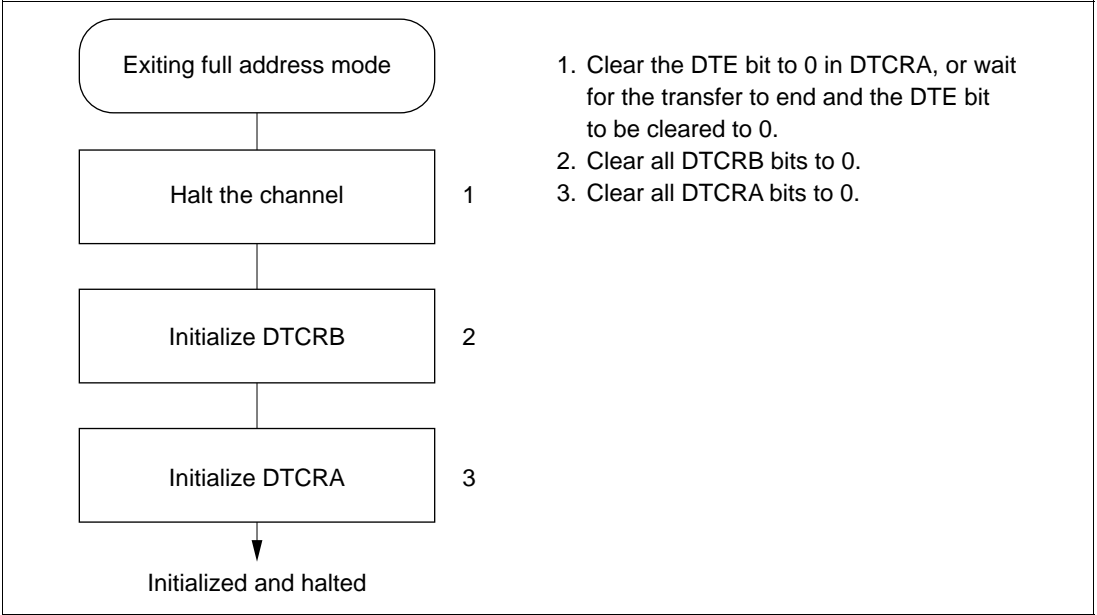 Exiting full address mode
Halt the channel
1
Initialize DTCRB
2
Initialize DTCRA
3
Initialized and halted
1. Clear the DTE bit to 0 in DTCRA, or wait
for the transfer to end and the DTE bit
to be cleared to 0.
2. Clear all DTCRB bits to 0.
3. Clear all DTCRA bits to 0.